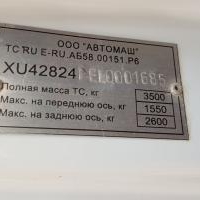 ООО "АВТОМАШ"
ТС RU E-RU.АБ58.00151.Р6
XU42824 EL0001685
Полная масса ТС, кг 3500
Макс. на переднюю ось, кг 1550
Макс. на заднюю ось, кг 2600